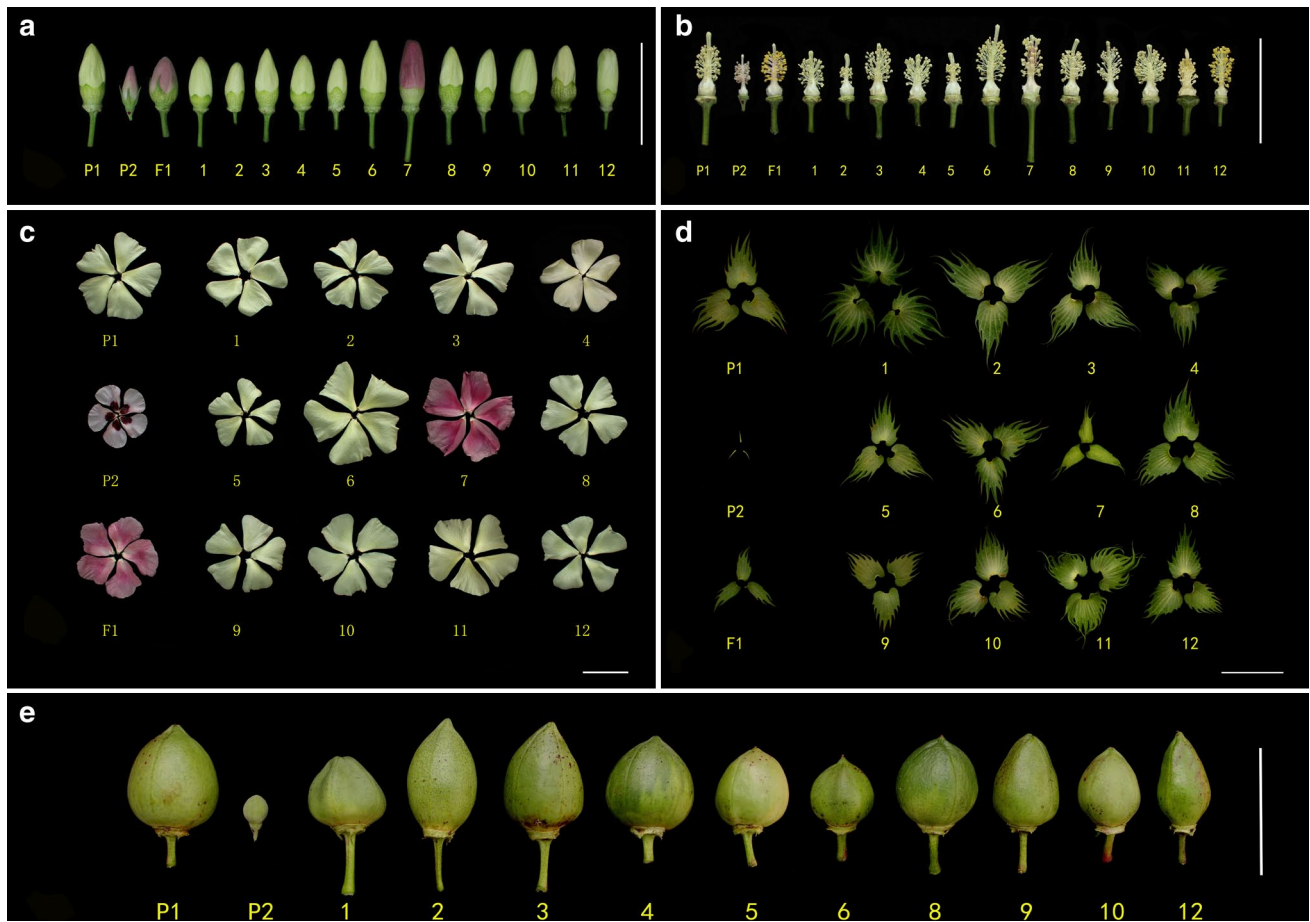 a
P1 P2 F1 1 2 3 4 5 6 7 8 9 10 11 12
b
P1 P2 F1 1 2 3 4 5 6 7 8 9 10 11 12
c
P1 1 2 3 4
P2 5 6 7 8
F1 9 10 11 12
d
P1 1 2 3 4
P2 5 6 7 8
F1 9 10 11 12
e
P1 P2 1 2 3 4 5 6 8 9 10 12